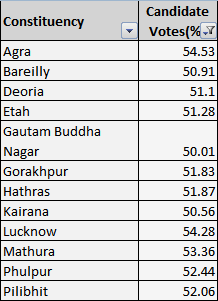 Constituency Candidate Votes(%
Agra 54.53
Bareilly 50.91
Deoria 51.1
Etah 51.28
Gautam Buddha
Nagar 50.01
Gorakhpur 51.83
Hathras 51.87
Kairana 50.56
Lucknow 54.28
Mathura 53.36
Phulpur 52.44
Pilibhit 52.06